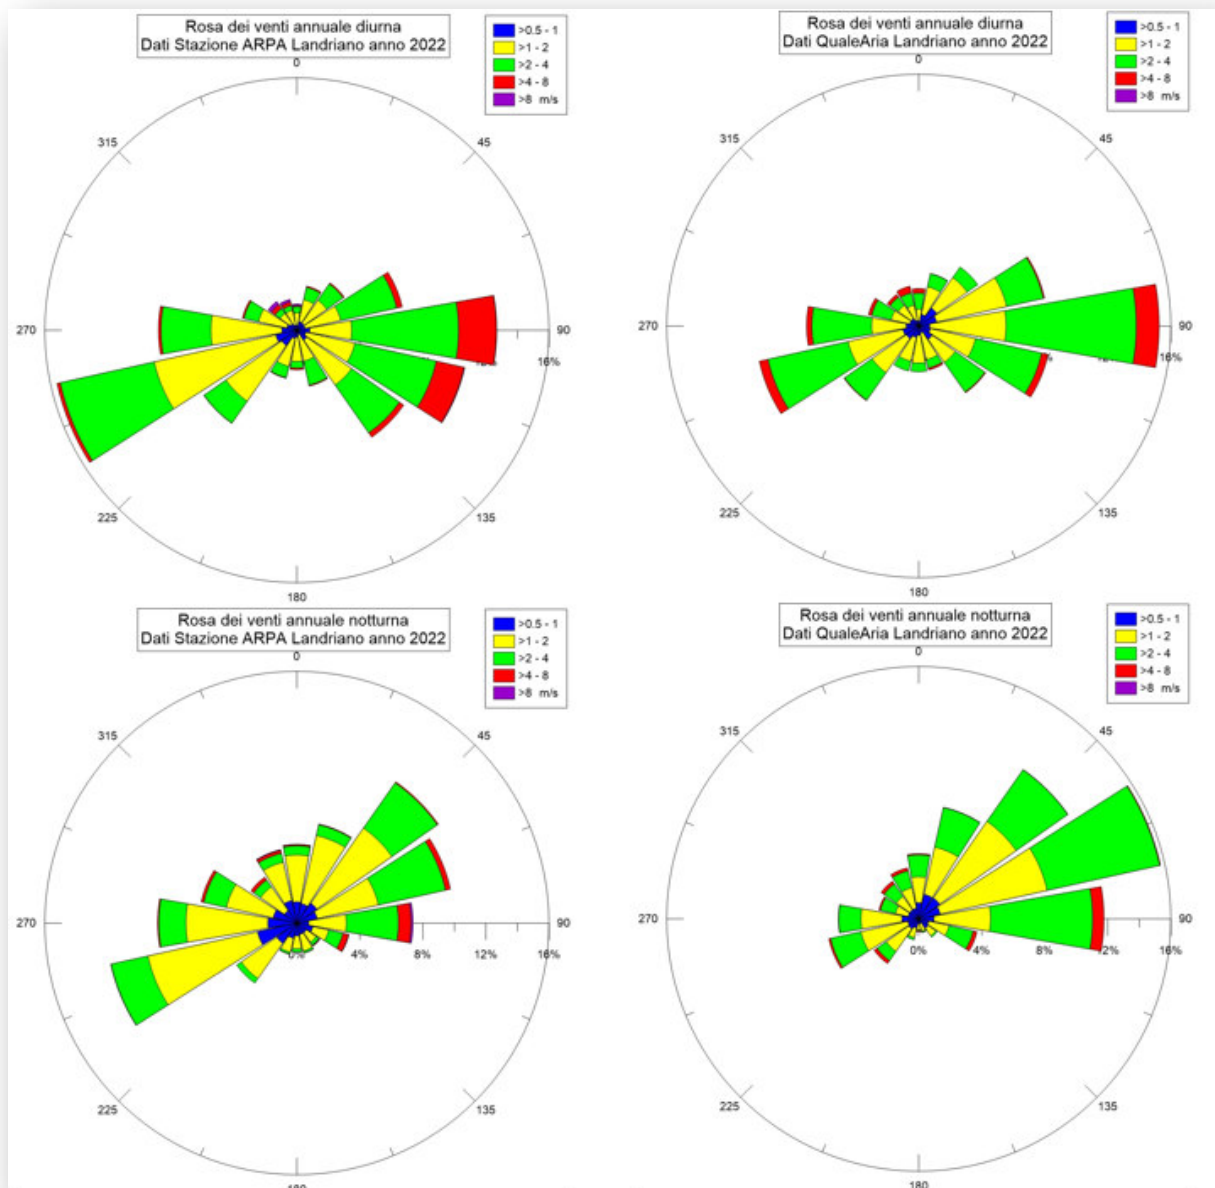 Rosa dei venti annuale diurna
Dati Stazione ARPA Landriano anno 2022
>0.5 - 1
>1 - 2
>2 - 4
>4 - 8
>8 m/s
0
45
90
135
180
225
270
315
16%
Rosa dei venti annuale diurna
Dati QualeAria Landriano anno 2022
>0.5 - 1
>1 - 2
>2 - 4
>4 - 8
>8 m/s
0
45
90
135
180
225
270
315
16%
Rosa dei venti annuale notturna
Dati Stazione ARPA Landriano anno 2022
>0.5 - 1
>1 - 2
>2 - 4
>4 - 8
>8 m/s
0
45
90
135
225
270
315
0%
4%
8%
12%
16%
Rosa dei venti annuale notturna
Dati QualeAria Landriano anno 2022
>0.5 - 1
>1 - 2
>2 - 4
>4 - 8
>8 m/s
0
45
90
135
180
225
270
315
0%
4%
8%
12%
16%